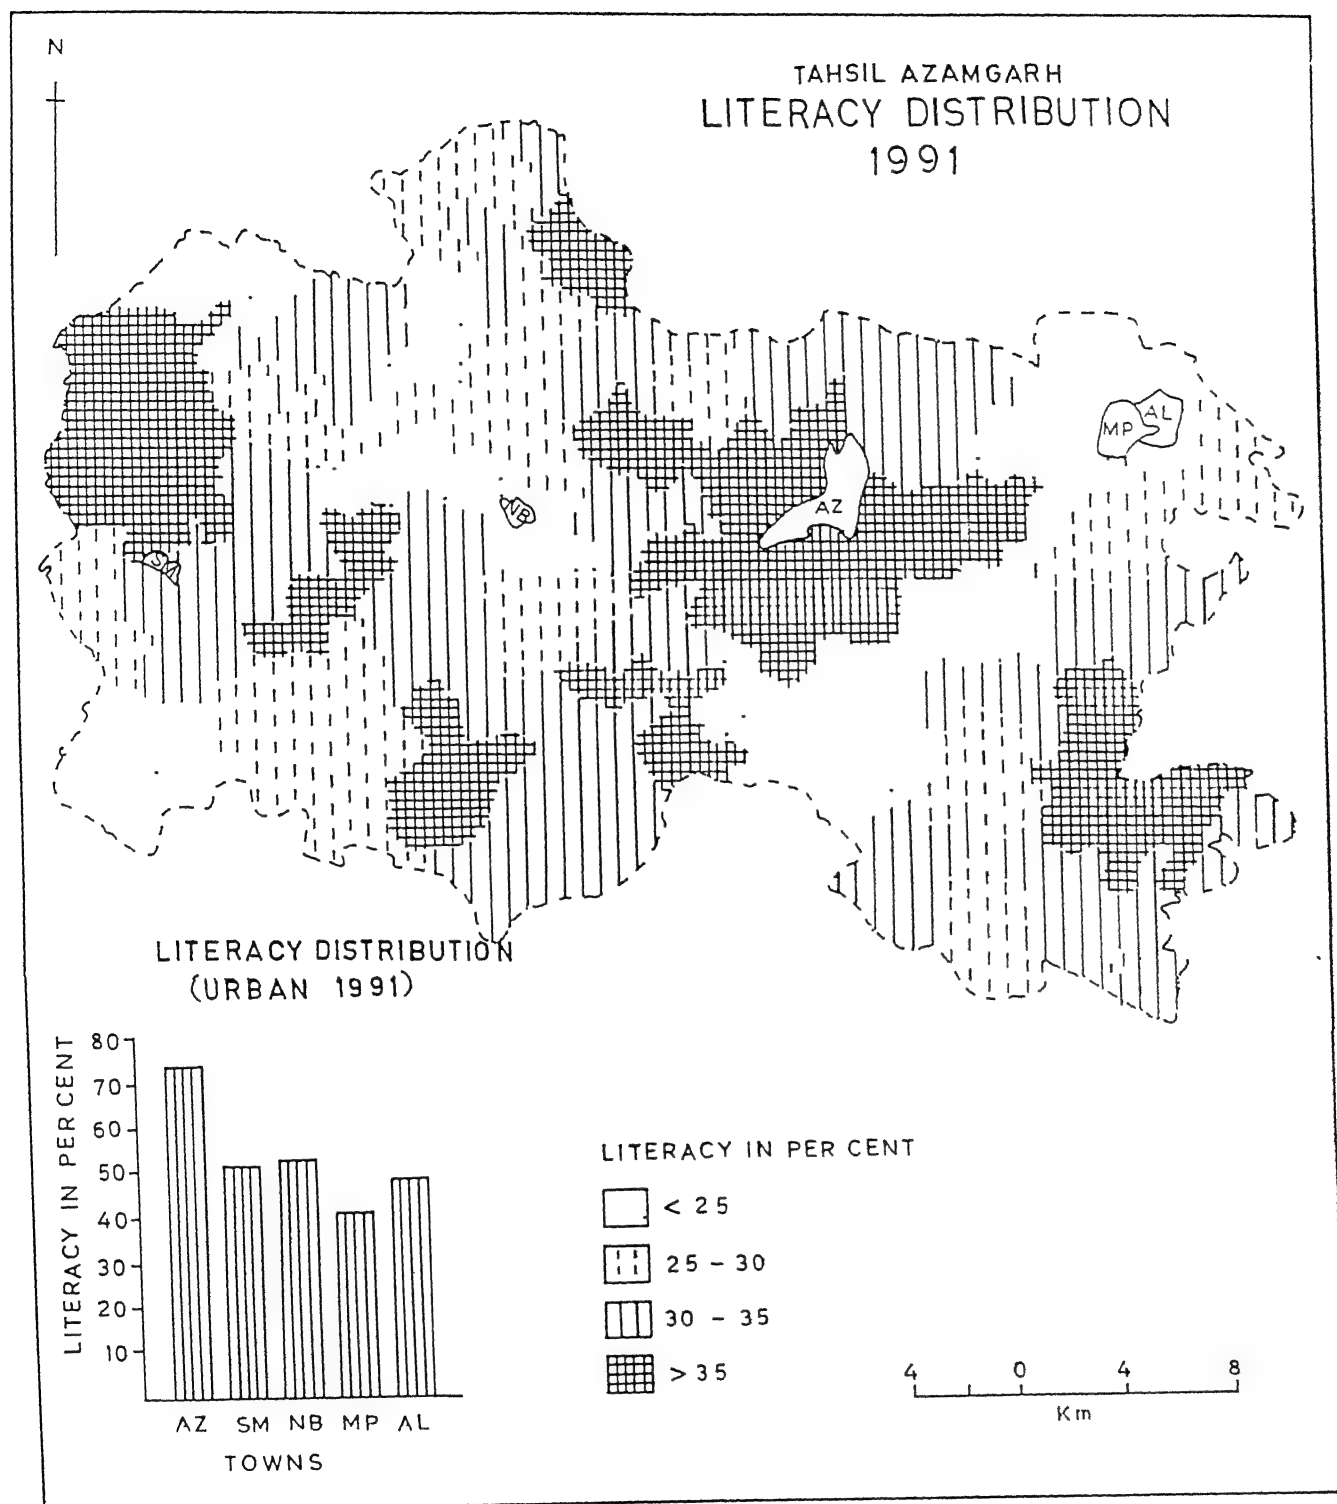 N
TAHSIL AZAMGARH
LITERACY DISTRIBUTION
1991
MP
AL
NB
AZ
SM
LITERACY DISTRIBUTION
(URBAN 1991)
LITERACY IN PER CENT
80
70
60
50
40
30
20
10
AZ SM NB MP AL
TOWNS
LITERACY IN PER CENT
< 25
25 - 30
30 - 35
> 35
4 0 4 8
Km